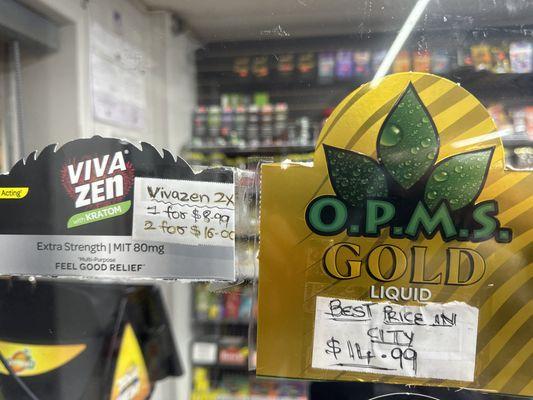 Acting'
VIVA
ZEN
with KRATOM
Extra Strength | MIT 80mg
"Multi-Purpose
FEEL GOOD RELIEF"
Vivazen 2X
1 for $8.99
2 for $16.00
O.P.M.S.
GOLD
LIQUID
BEST PRICE IN
CITY
$14.99